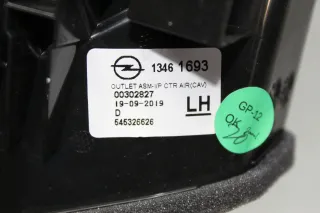 1346 1693
OUTLET ASM-I/P CTR AIR(CAV)
00302827
19-09-2019
D
545326626
LH
GP-12
OK